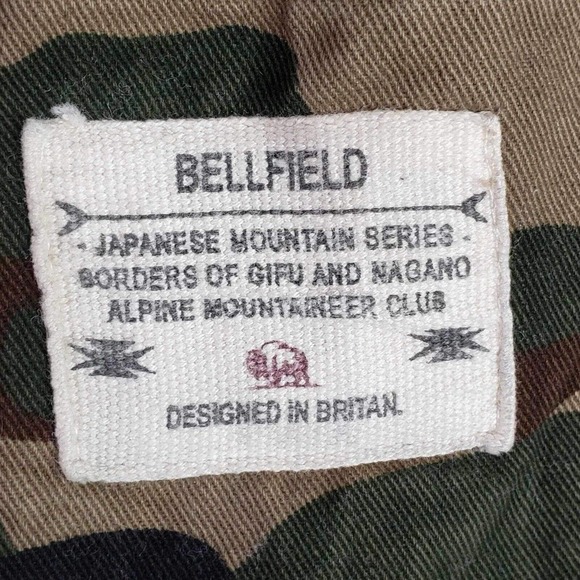 BELLFIELD
- JAPANESE MOUNTAIN SERIES -
BORDERS OF GIFU AND NAGANO
ALPINE MOUNTAINEER CLUB
DESIGNED IN BRITAN.